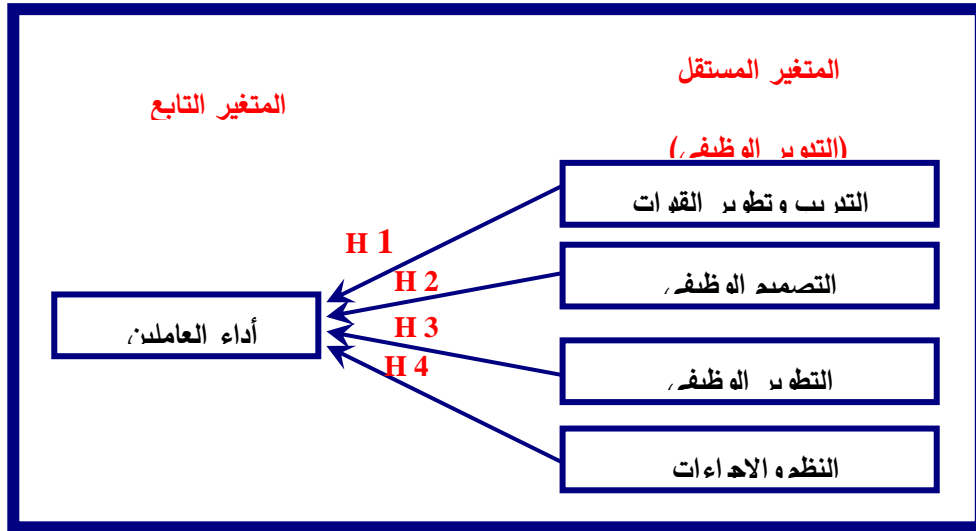 المتغير المستقل
(التدوير الوظيفي)
المتغير التابع
التدريب وتطوير القدرات
H 1
التصميم الوظيفي
H 2
أداء العاملين
H 3
التطوير الوظيفي
H 4
النظم والاجراءات